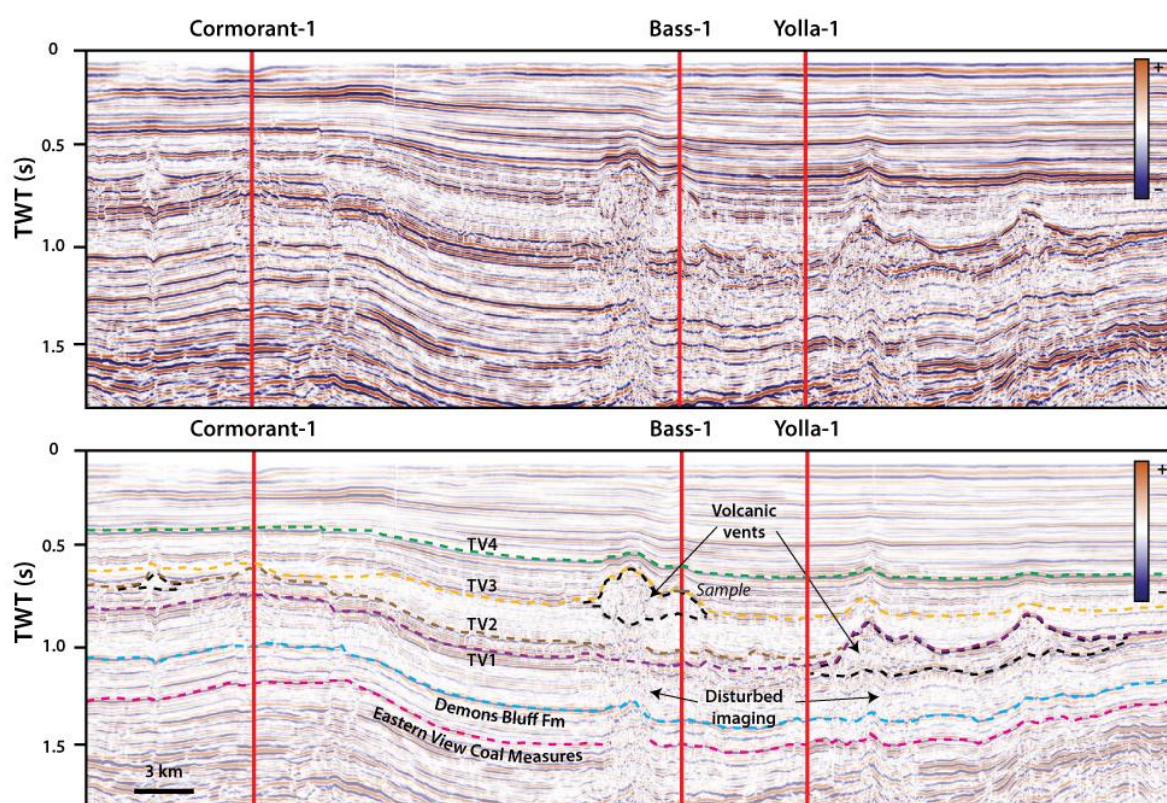 Cormorant-1
Bass-1
Yolla-1
0
0.5
1.0
1.5
TWT (s)
+
–
Cormorant-1
Bass-1
Yolla-1
0
0.5
1.0
1.5
TWT (s)
+
–
Volcanic
vents
TV4
TV3
Sample
TV2
TV1
Disturbed
imaging
Demons Bluff Fm
Eastern View Coal Measures
3 km